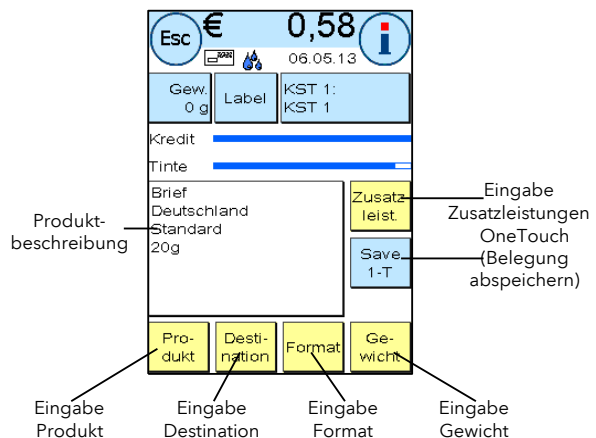 Esc € 0,58 i
06.05.13
Gew.
0 g
Label
KST 1:
KST 1
Kredit
Tinte
Brief
Deutschland
Standard
20g
Zusatz
leist.
Save
1-T
Produkt-
beschreibung
Eingabe
Zusatzleistungen
OneTouch
(Belegung
abspeichern)
Pro-
dukt
Desti-
nation
Format
Ge-
wicht
Eingabe
Produkt
Eingabe
Destination
Eingabe
Format
Eingabe
Gewicht